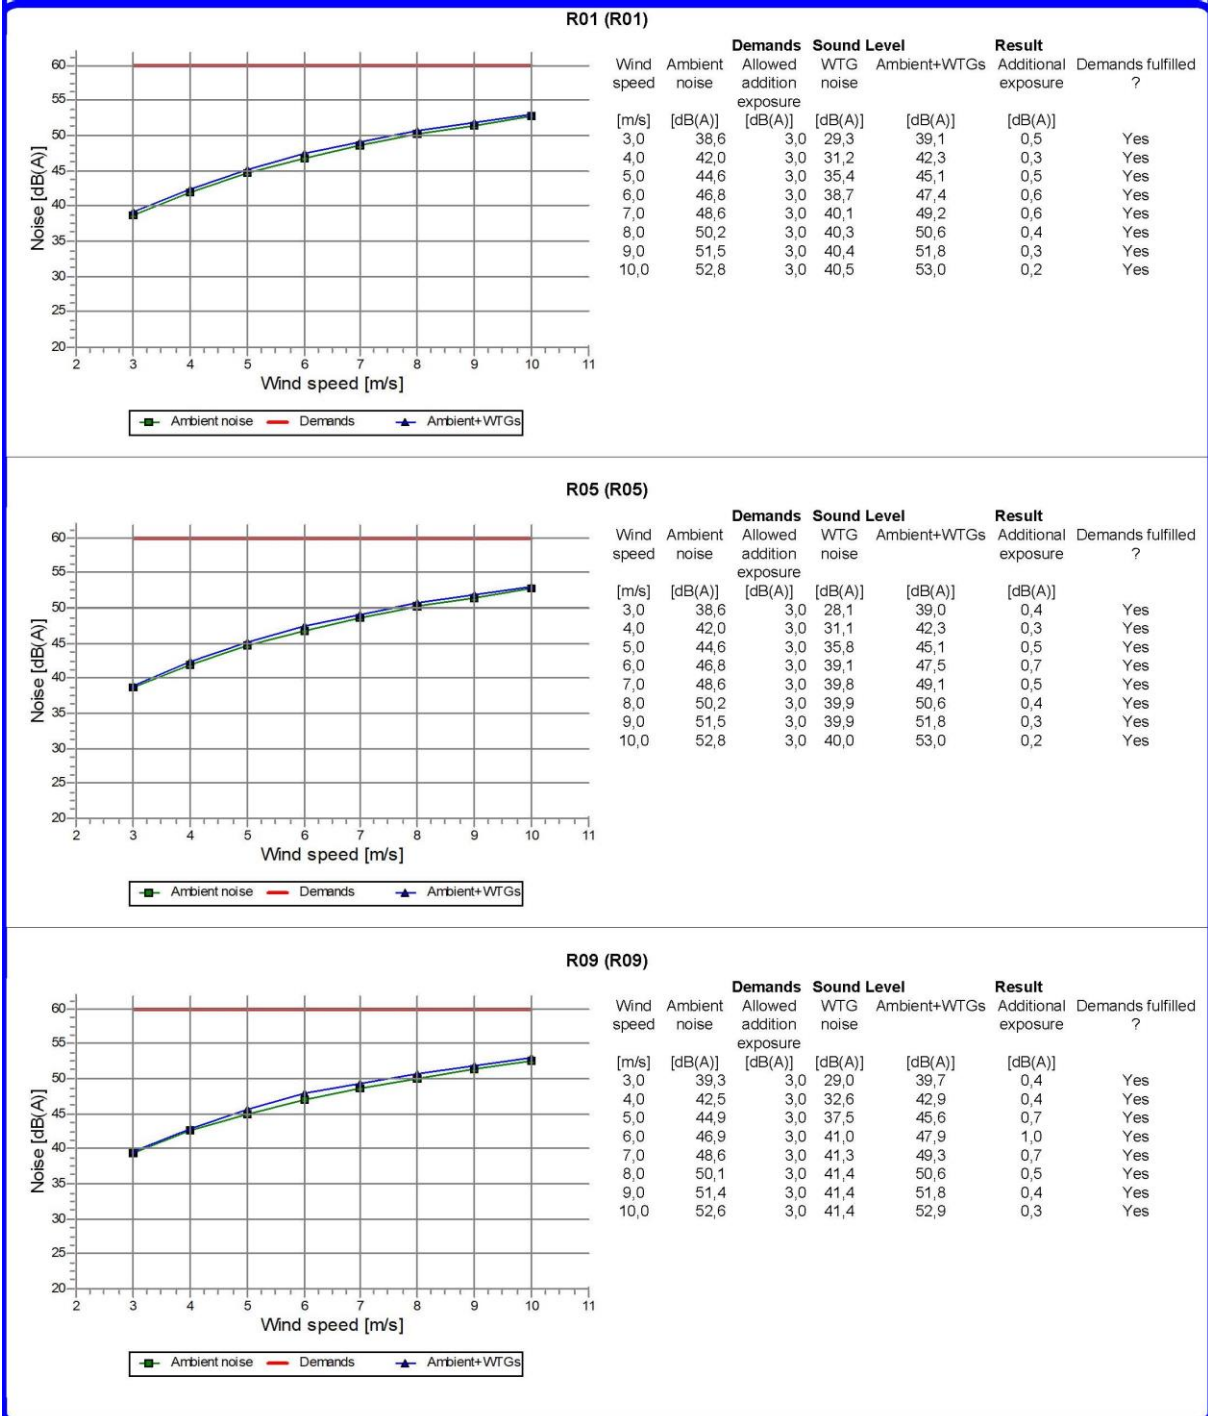 R01 (R01)
60
55
50
45
40
35
30
25
20
Noise [dB(A)]
2 3 4 5 6 7 8 9 10 11
Wind speed [m/s]
Ambient noise Demands Ambient+WTGs
Demands Sound Level Result
Wind Ambient Allowed WTG Ambient+WTGs Additional Demands fulfilled
speed noise addition noise exposure ?
exposure
[m/s] [dB(A)] [dB(A)] [dB(A)] [dB(A)] [dB(A)]
3,0 38,6 3,0 29,3 39,1 0,5 Yes
4,0 42,0 3,0 31,2 42,3 0,3 Yes
5,0 44,6 3,0 35,4 45,1 0,5 Yes
6,0 46,8 3,0 38,7 47,4 0,6 Yes
7,0 48,6 3,0 40,1 49,2 0,6 Yes
8,0 50,2 3,0 40,3 50,6 0,4 Yes
9,0 51,5 3,0 40,4 51,8 0,3 Yes
10,0 52,8 3,0 40,5 53,0 0,2 Yes
R05 (R05)
60
55
50
45
40
35
30
25
20
Noise [dB(A)]
2 3 4 5 6 7 8 9 10 11
Wind speed [m/s]
Ambient noise Demands Ambient+WTGs
Demands Sound Level Result
Wind Ambient Allowed WTG Ambient+WTGs Additional Demands fulfilled
speed noise addition noise exposure ?
exposure
[m/s] [dB(A)] [dB(A)] [dB(A)] [dB(A)] [dB(A)]
3,0 38,6 3,0 28,1 39,0 0,4 Yes
4,0 42,0 3,0 31,1 42,3 0,3 Yes
5,0 44,6 3,0 35,8 45,1 0,5 Yes
6,0 46,8 3,0 39,1 47,5 0,7 Yes
7,0 48,6 3,0 39,8 49,1 0,5 Yes
8,0 50,2 3,0 39,9 50,6 0,4 Yes
9,0 51,5 3,0 39,9 51,8 0,3 Yes
10,0 52,8 3,0 40,0 53,0 0,2 Yes
R09 (R09)
60
55
50
45
40
35
30
25
20
Noise [dB(A)]
2 3 4 5 6 7 8 9 10 11
Wind speed [m/s]
Ambient noise Demands Ambient+WTGs
Demands Sound Level Result
Wind Ambient Allowed WTG Ambient+WTGs Additional Demands fulfilled
speed noise addition noise exposure ?
exposure
[m/s] [dB(A)] [dB(A)] [dB(A)] [dB(A)] [dB(A)]
3,0 39,3 3,0 29,0 39,7 0,4 Yes
4,0 42,5 3,0 32,6 42,9 0,4 Yes
5,0 44,9 3,0 37,5 45,6 0,7 Yes
6,0 46,9 3,0 41,0 47,9 1,0 Yes
7,0 48,6 3,0 41,3 49,3 0,7 Yes
8,0 50,1 3,0 41,4 50,6 0,5 Yes
9,0 51,4 3,0 41,4 51,8 0,4 Yes
10,0 52,6 3,0 41,4 52,9 0,3 Yes